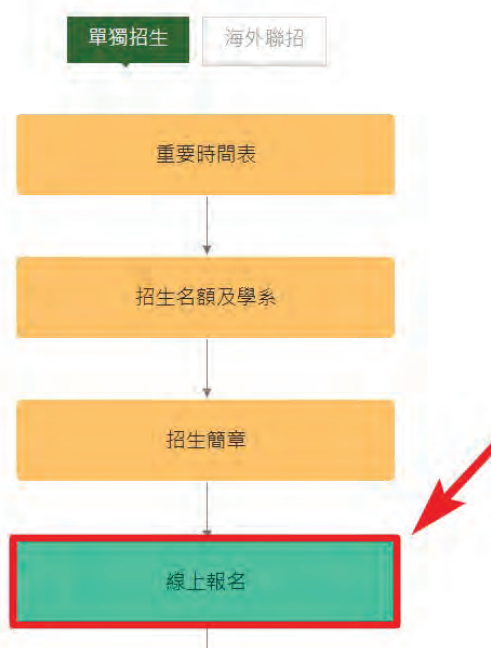 單獨招生
海外聯招
重要時間表
招生名額及學系
招生簡章
線上報名